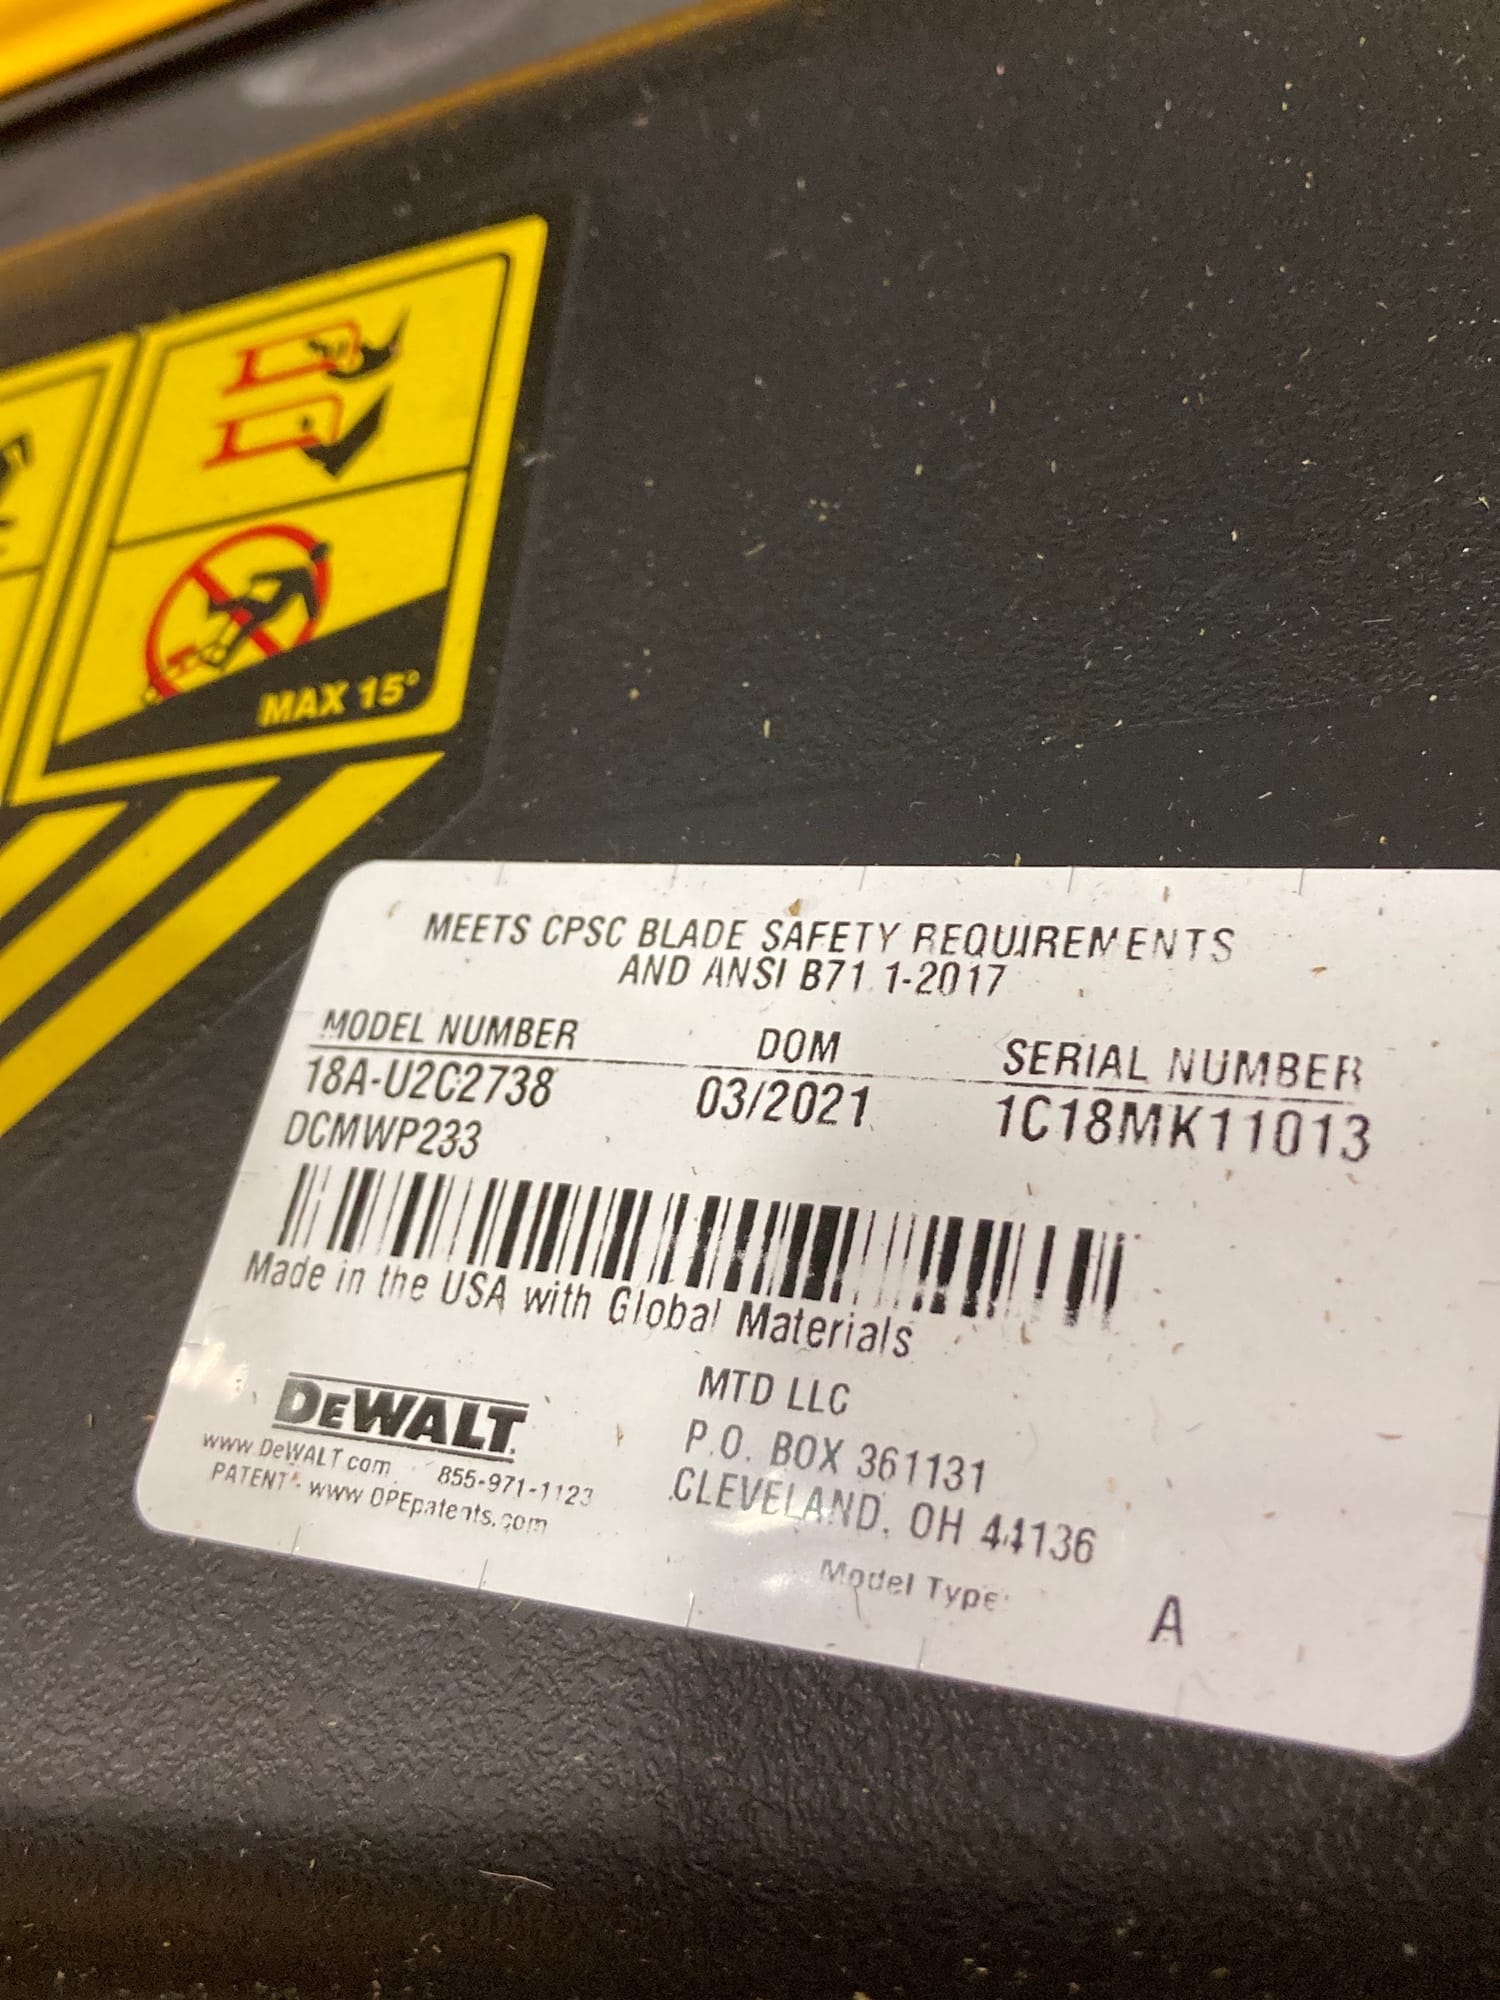 MAX 15°
MEETS CPSC BLADE SAFETY REQUIREMENTS
AND ANSI B71.1-2017
MODEL NUMBER DOM SERIAL NUMBER
18A-U2C2738 03/2021 1C18MK11013
DCMWP233
Made in the USA with Global Materials
DEWALT
www.DeWALT.com 855-971-1123
PATENT - www.OPEpatents.com
MTD LLC
P.O. BOX 361131
CLEVELAND, OH 44136
Model Type: A